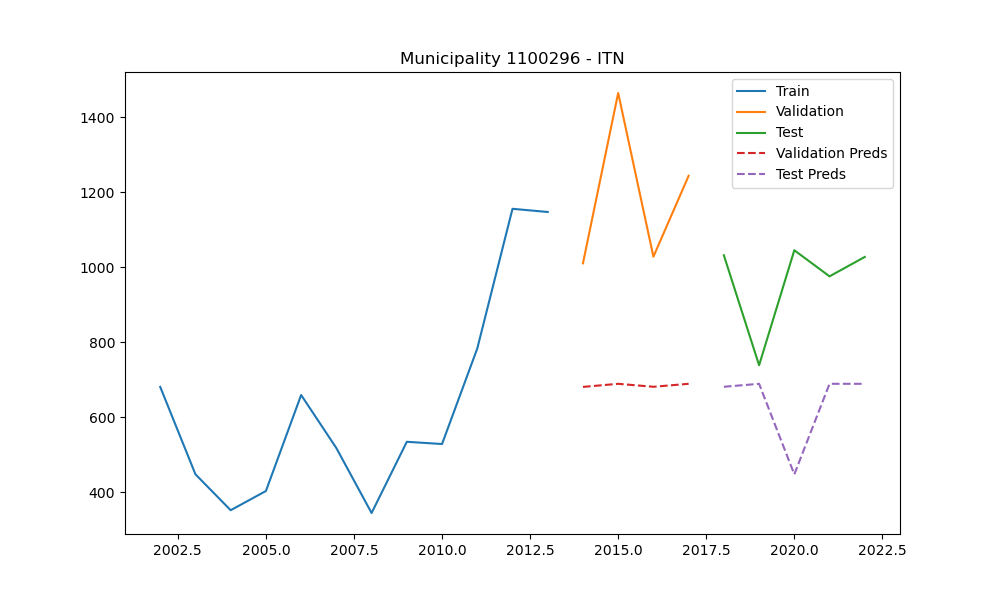 Municipality 1100296 - ITN
Train
Validation
Test
Validation Preds
Test Preds
1400
1200
1000
800
600
400
2002.5 2005.0 2007.5 2010.0 2012.5 2015.0 2017.5 2020.0 2022.5